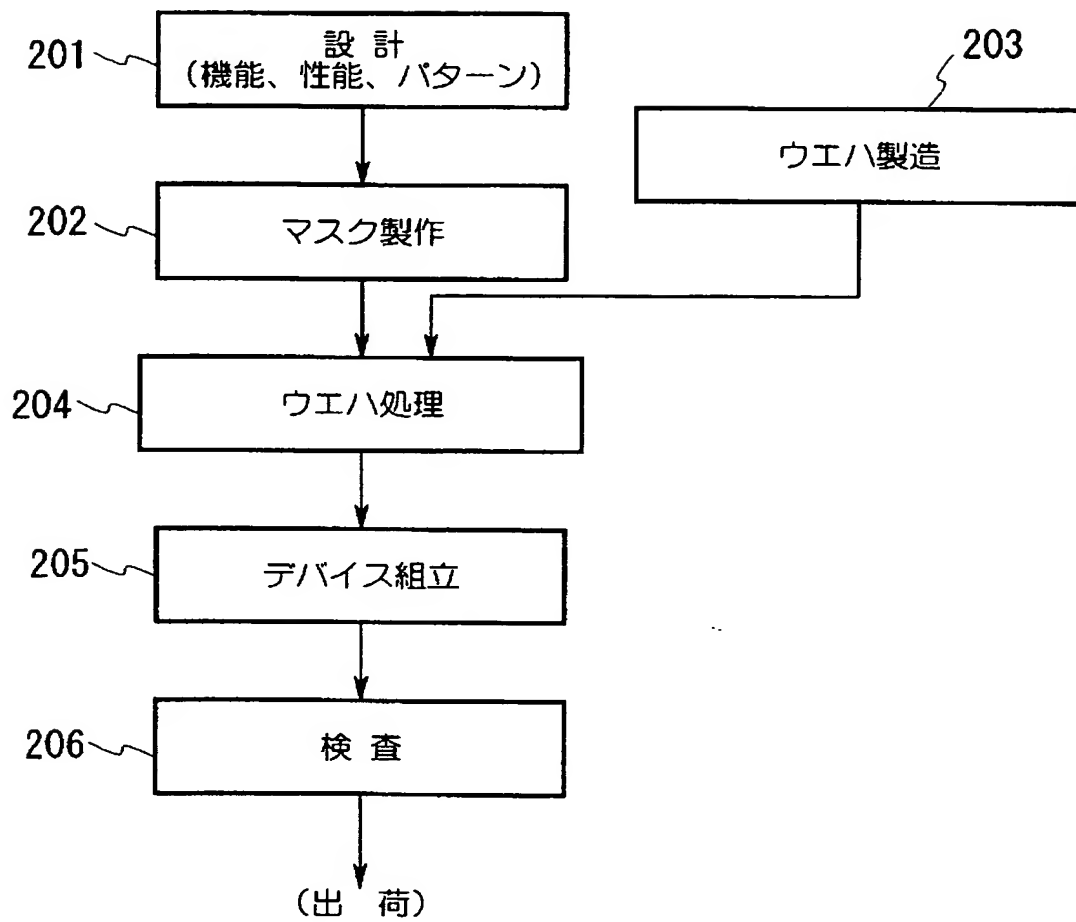 201
設 計
(機能、性能、パターン)
203
ウエハ製造
202
マスク製作
204
ウエハ処理
205
デバイス組立
206
検 査
(出 荷)